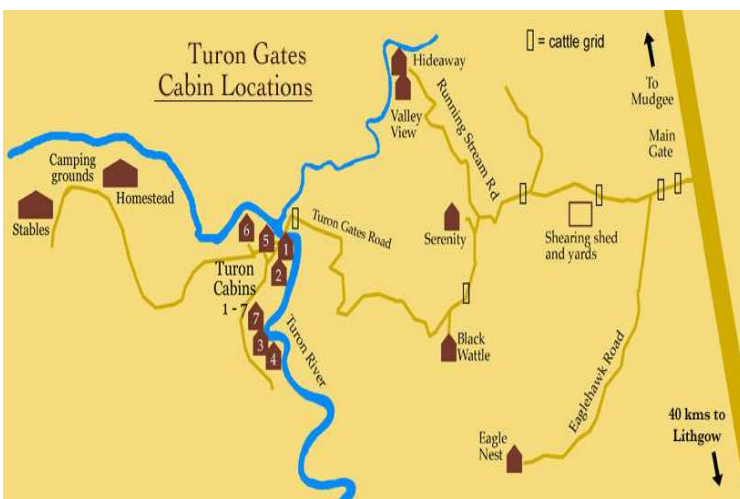 Turon Gates
Cabin Locations
= cattle grid
To
Mudgee
Main
Gate
Hideaway
Valley
View
Running Stream Rd
Camping
grounds
Homestead
Stables
6
5
1
2
Turon Gates Road
Serenity
Shearing shed
and yards
Turon
Cabins
1 - 7
7
3
4
Turon River
Black
Wattle
Eaglehawk Road
Eagle
Nest
40 kms to
Lithgow